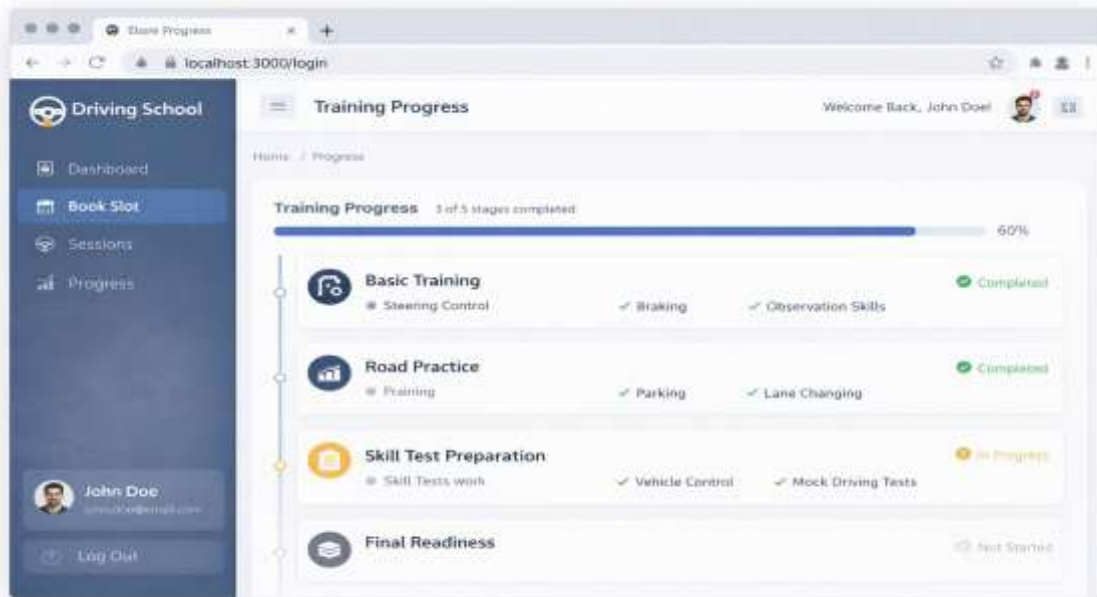 localhost:3000/login
Driving School
Training Progress
Welcome Back, John Doe!
Home / Progress
Dashboard
Book Slot
Sessions
Progress
Training Progress
of 5 stages completed
60%
Basic Training
Completed
Steering Control
Braking
Observation Skills
Road Practice
Completed
Training
Parking
Lane Changing
Skill Test Preparation
In Progress
Skill Tests work
Vehicle Control
Mock Driving Tests
Final Readiness
Not Started
John Doe
Log Out